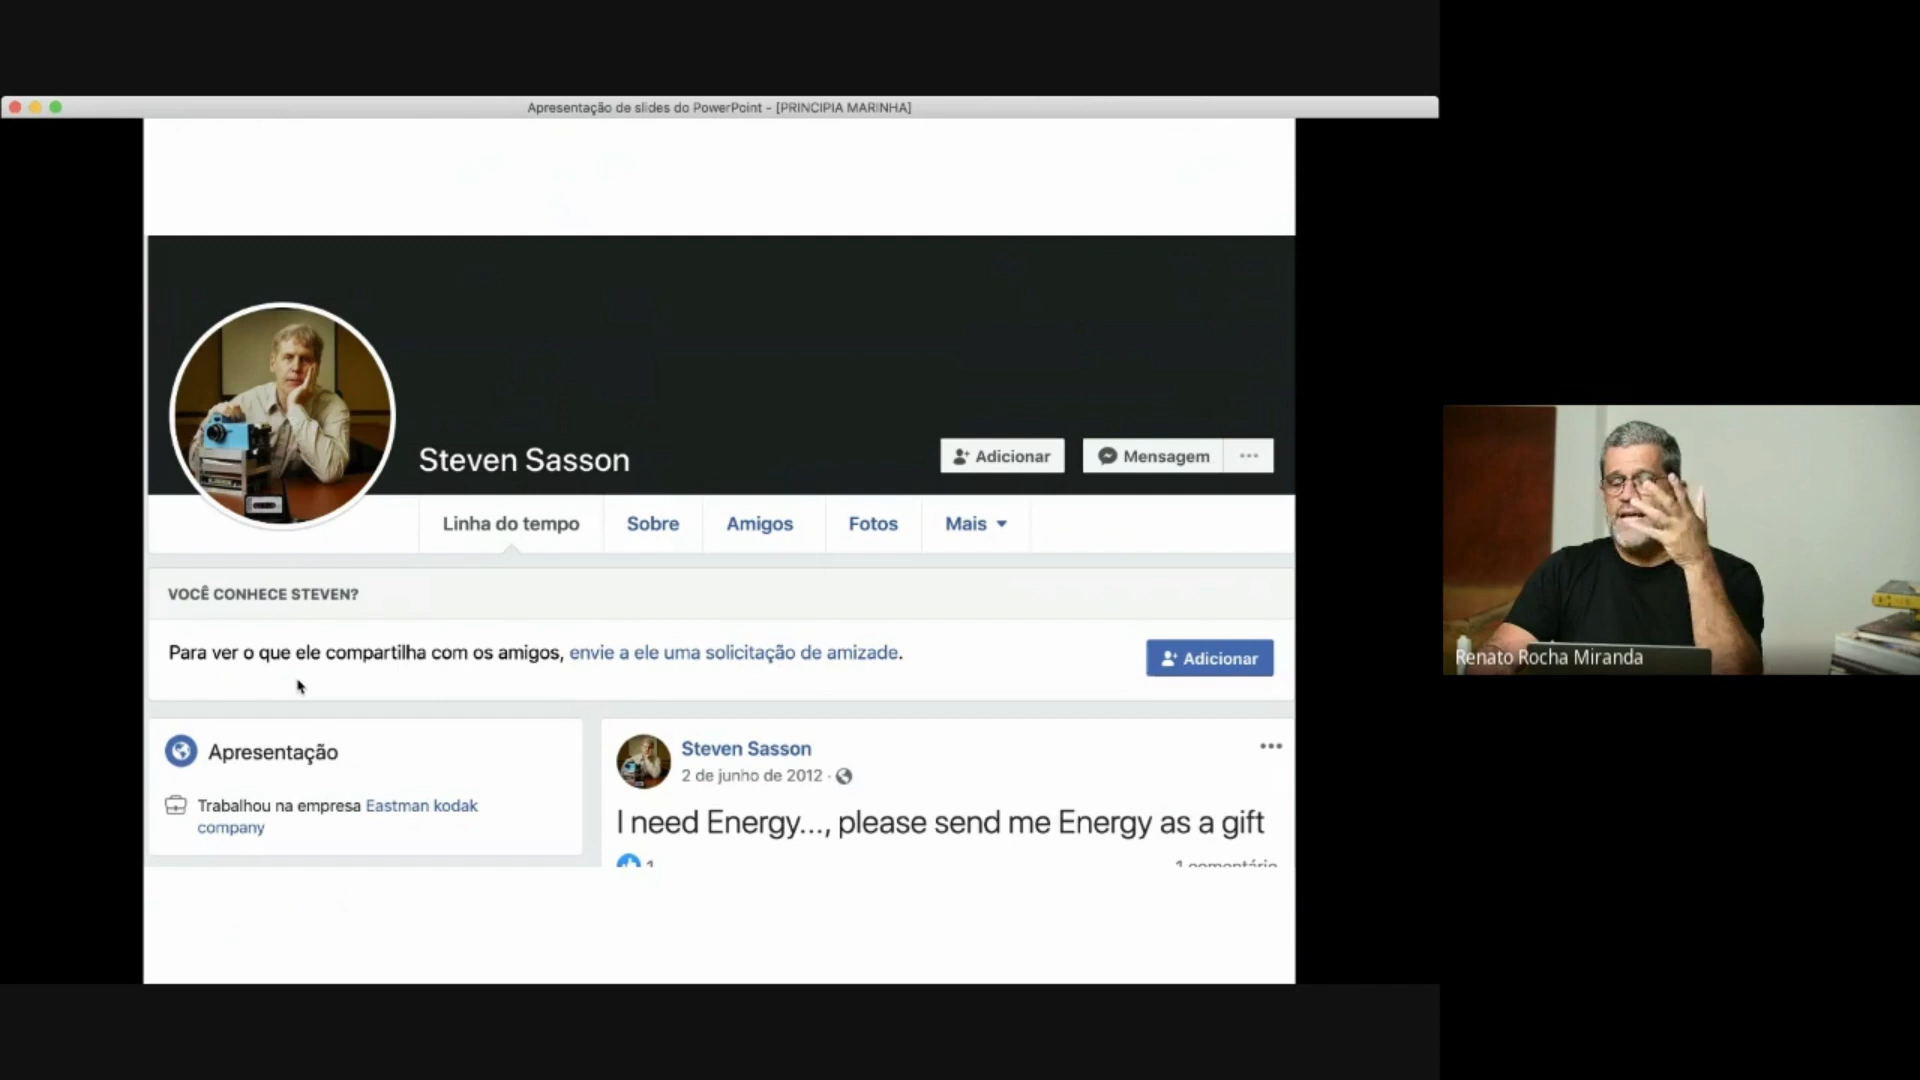 Apresentação de slides do PowerPoint - [PRINCIPIA MARINHA]
Steven Sasson
Adicionar
Mensagem
Linha do tempo
Sobre
Amigos
Fotos
Mais
VOCÊ CONHECE STEVEN?
Para ver o que ele compartilha com os amigos, envie a ele uma solicitação de amizade.
Adicionar
Apresentação
Trabalhou na empresa Eastman kodak
company
Steven Sasson
2 de junho de 2012 ·
I need Energy..., please send me Energy as a gift
1
1 comentário
Renato Rocha Miranda